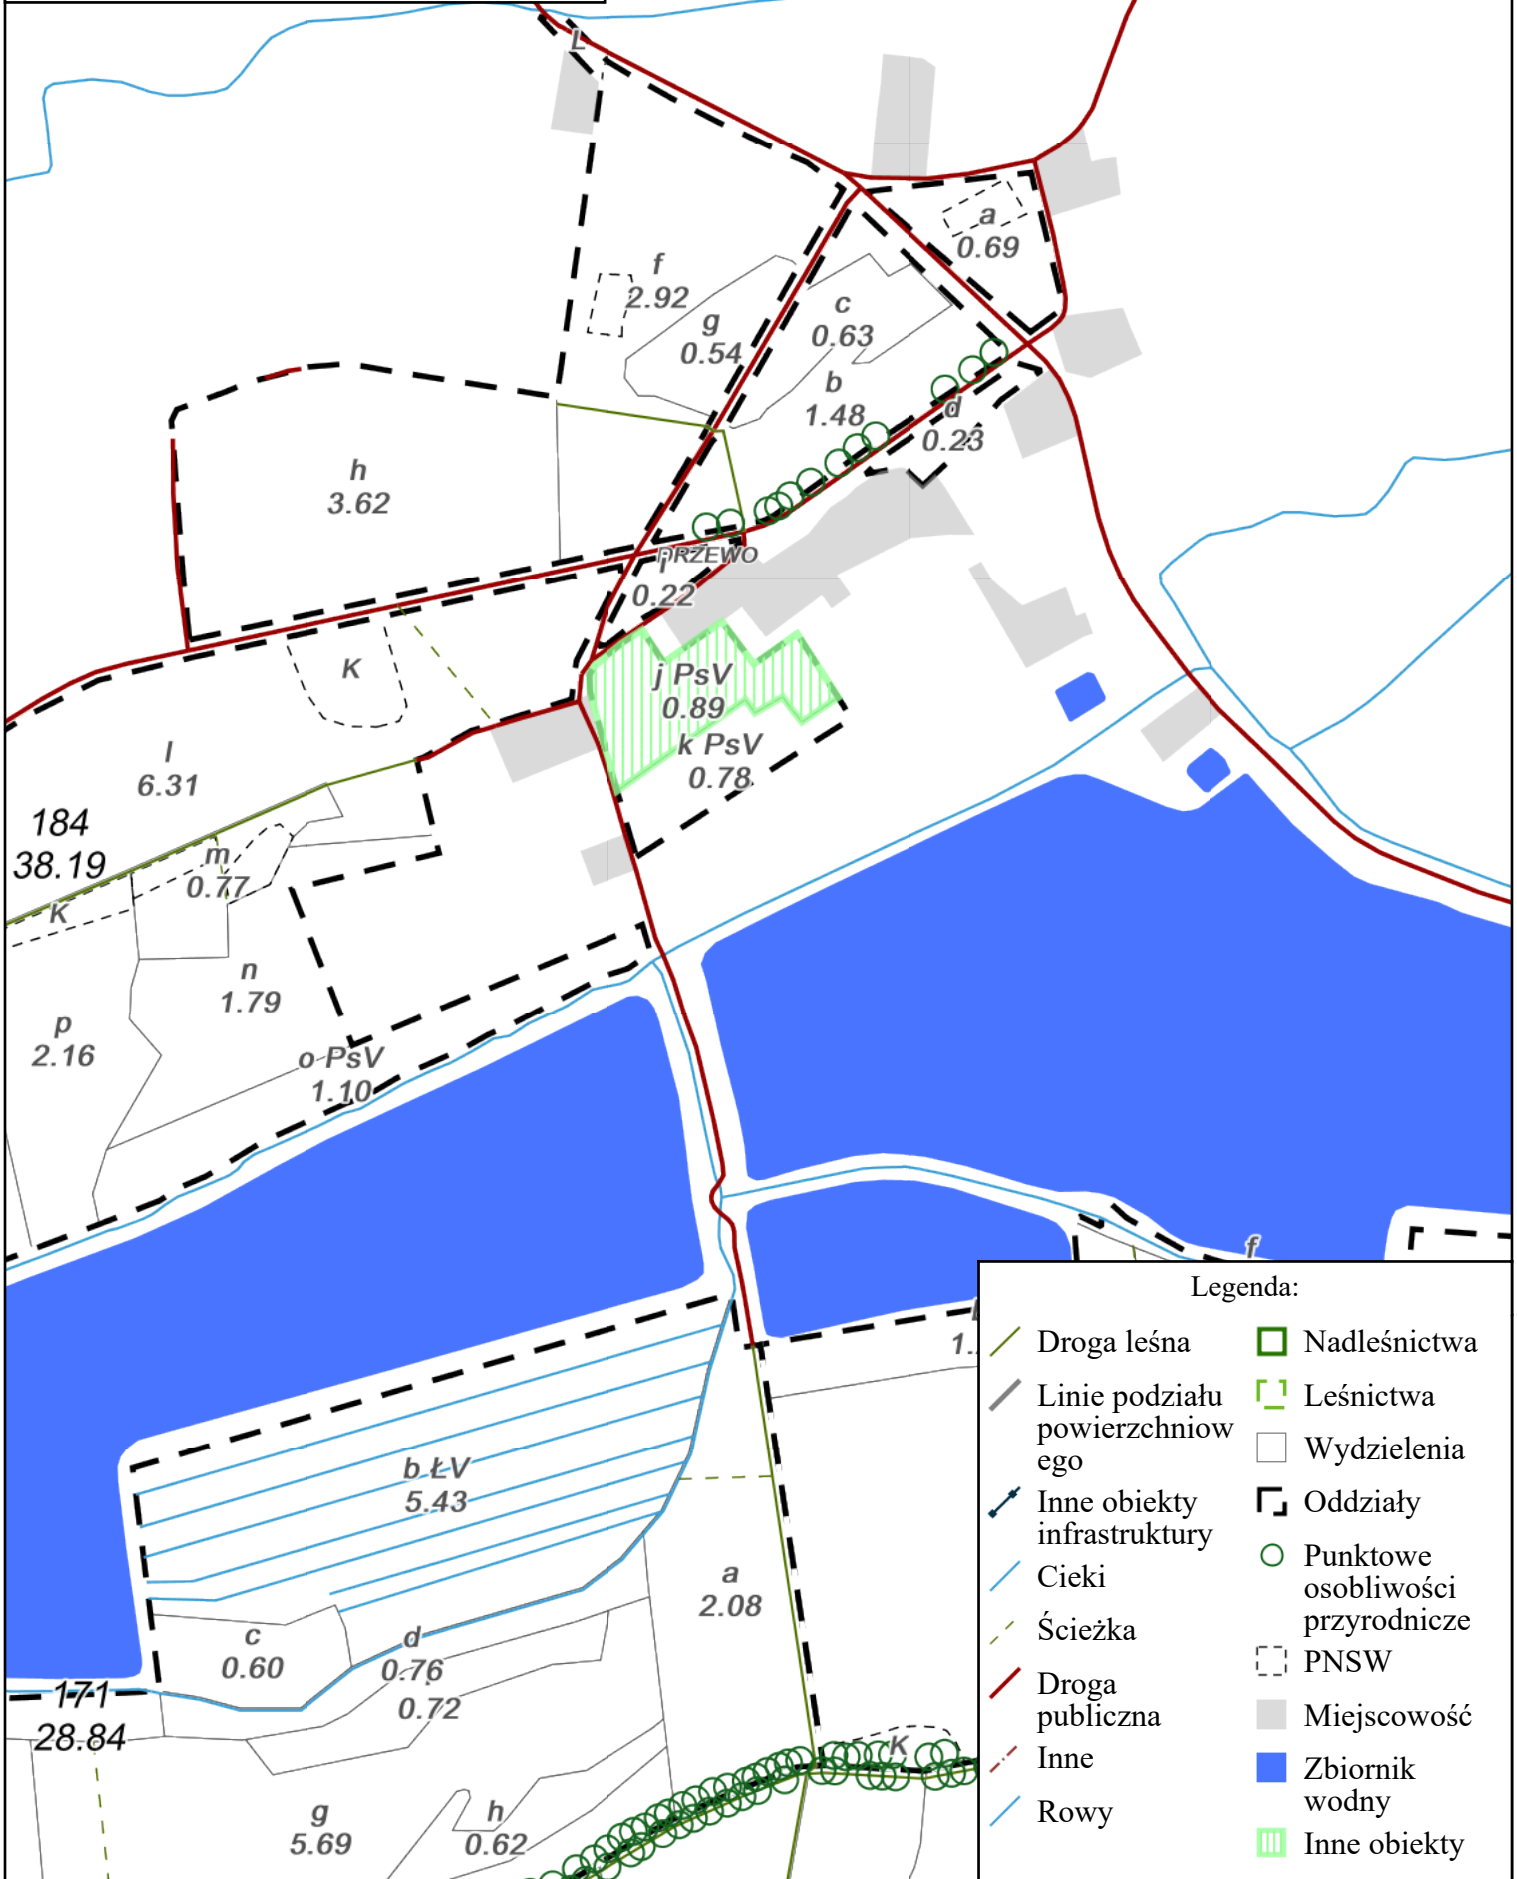 L
a
0.69
f
2.92
c
0.63
g
0.54
b
1.48
d
0.23
h
3.62
DRZEWO
i
0.22
K
j PsV
0.89
k PsV
0.78
l
6.31
184
38.19
m
0.77
K
n
1.79
p
2.16
o PsV
1.10
f
1.
b ŁV
5.43
a
2.08
c
0.60
d
0.76
0.72
171
28.84
K
g
5.69
h
0.62
Legenda:
Droga leśna
Linie podziału
powierzchniow
ego
Inne obiekty
infrastruktury
Cieki
Ścieżka
Droga
publiczna
Inne
Rowy
Nadleśnictwa
Leśnictwa
Wydzielenia
Oddziały
Punktowe
osobliwości
przyrodnicze
PNSW
Miejscowość
Zbiornik
wodny
Inne obiekty